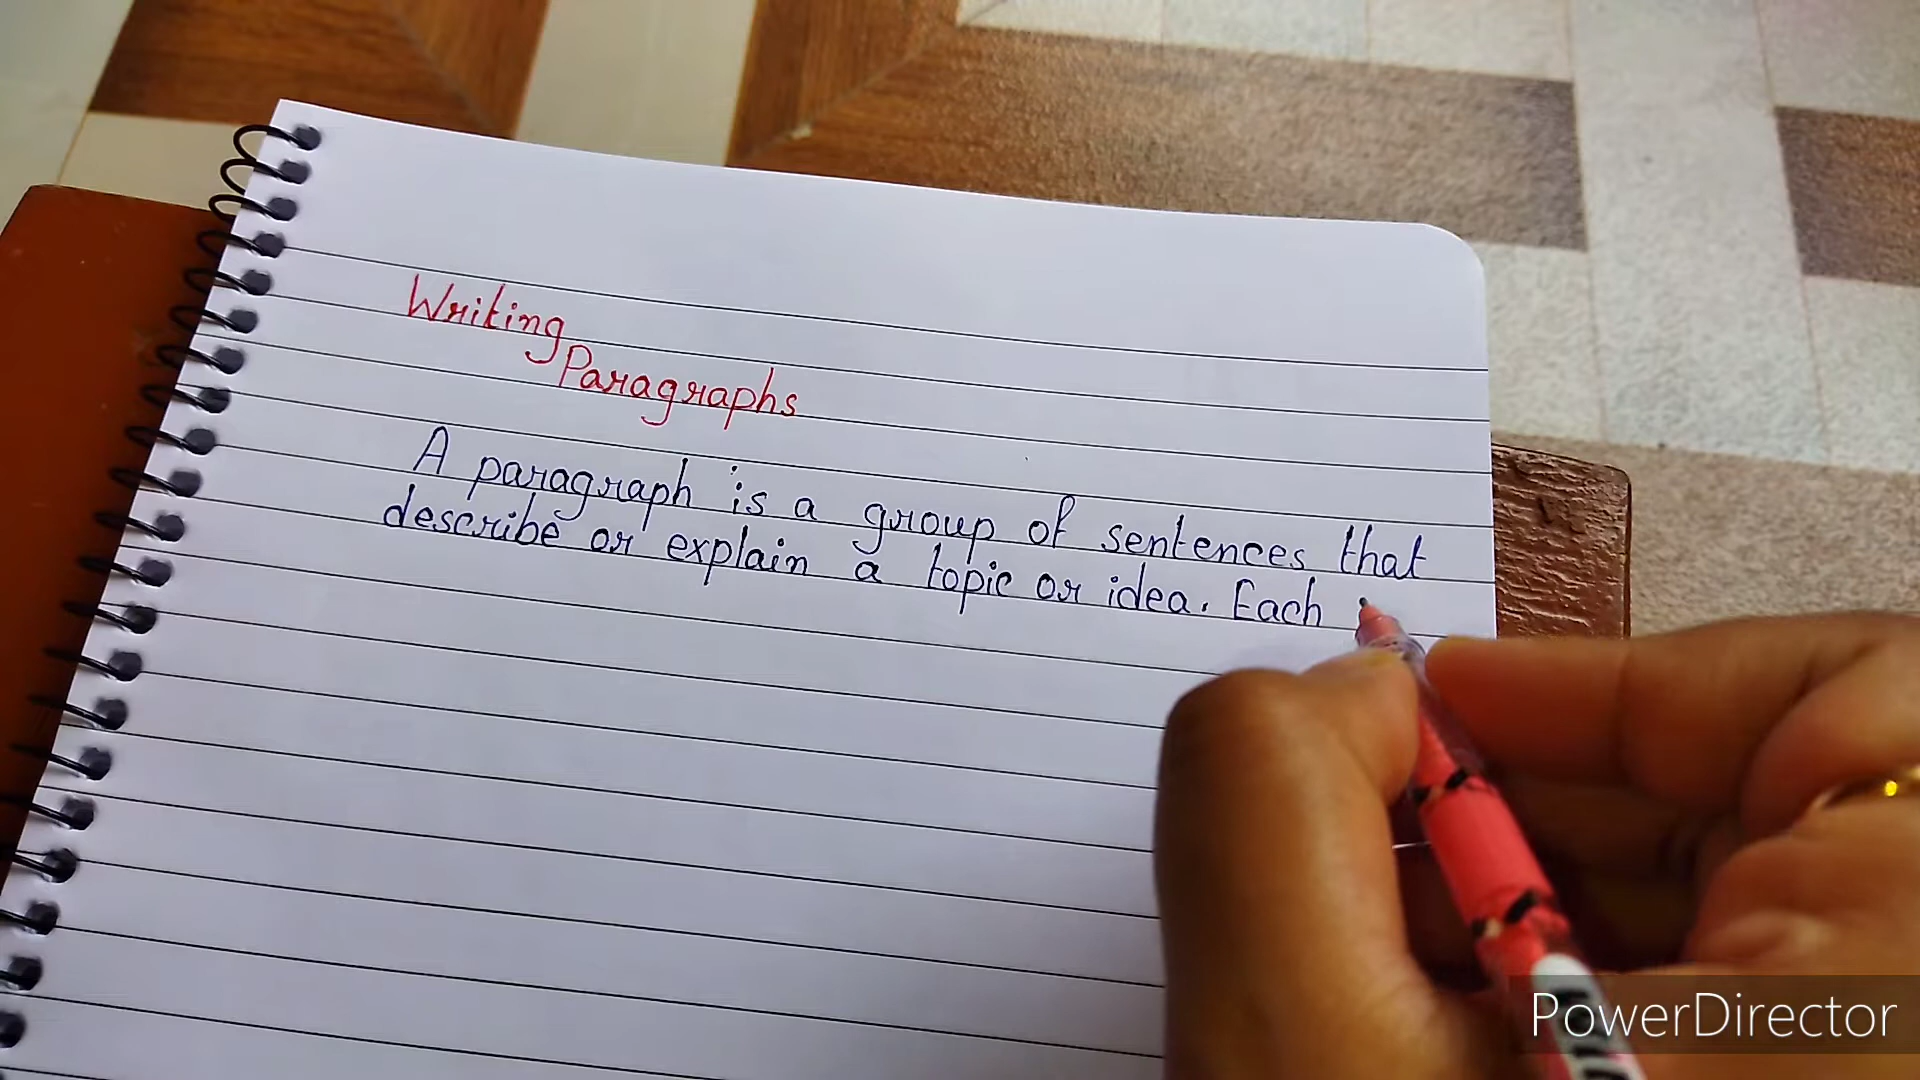 Writing
Paragraphs
A paragraph is a group of sentences that
describe or explain a topic or idea. Each
PowerDirector